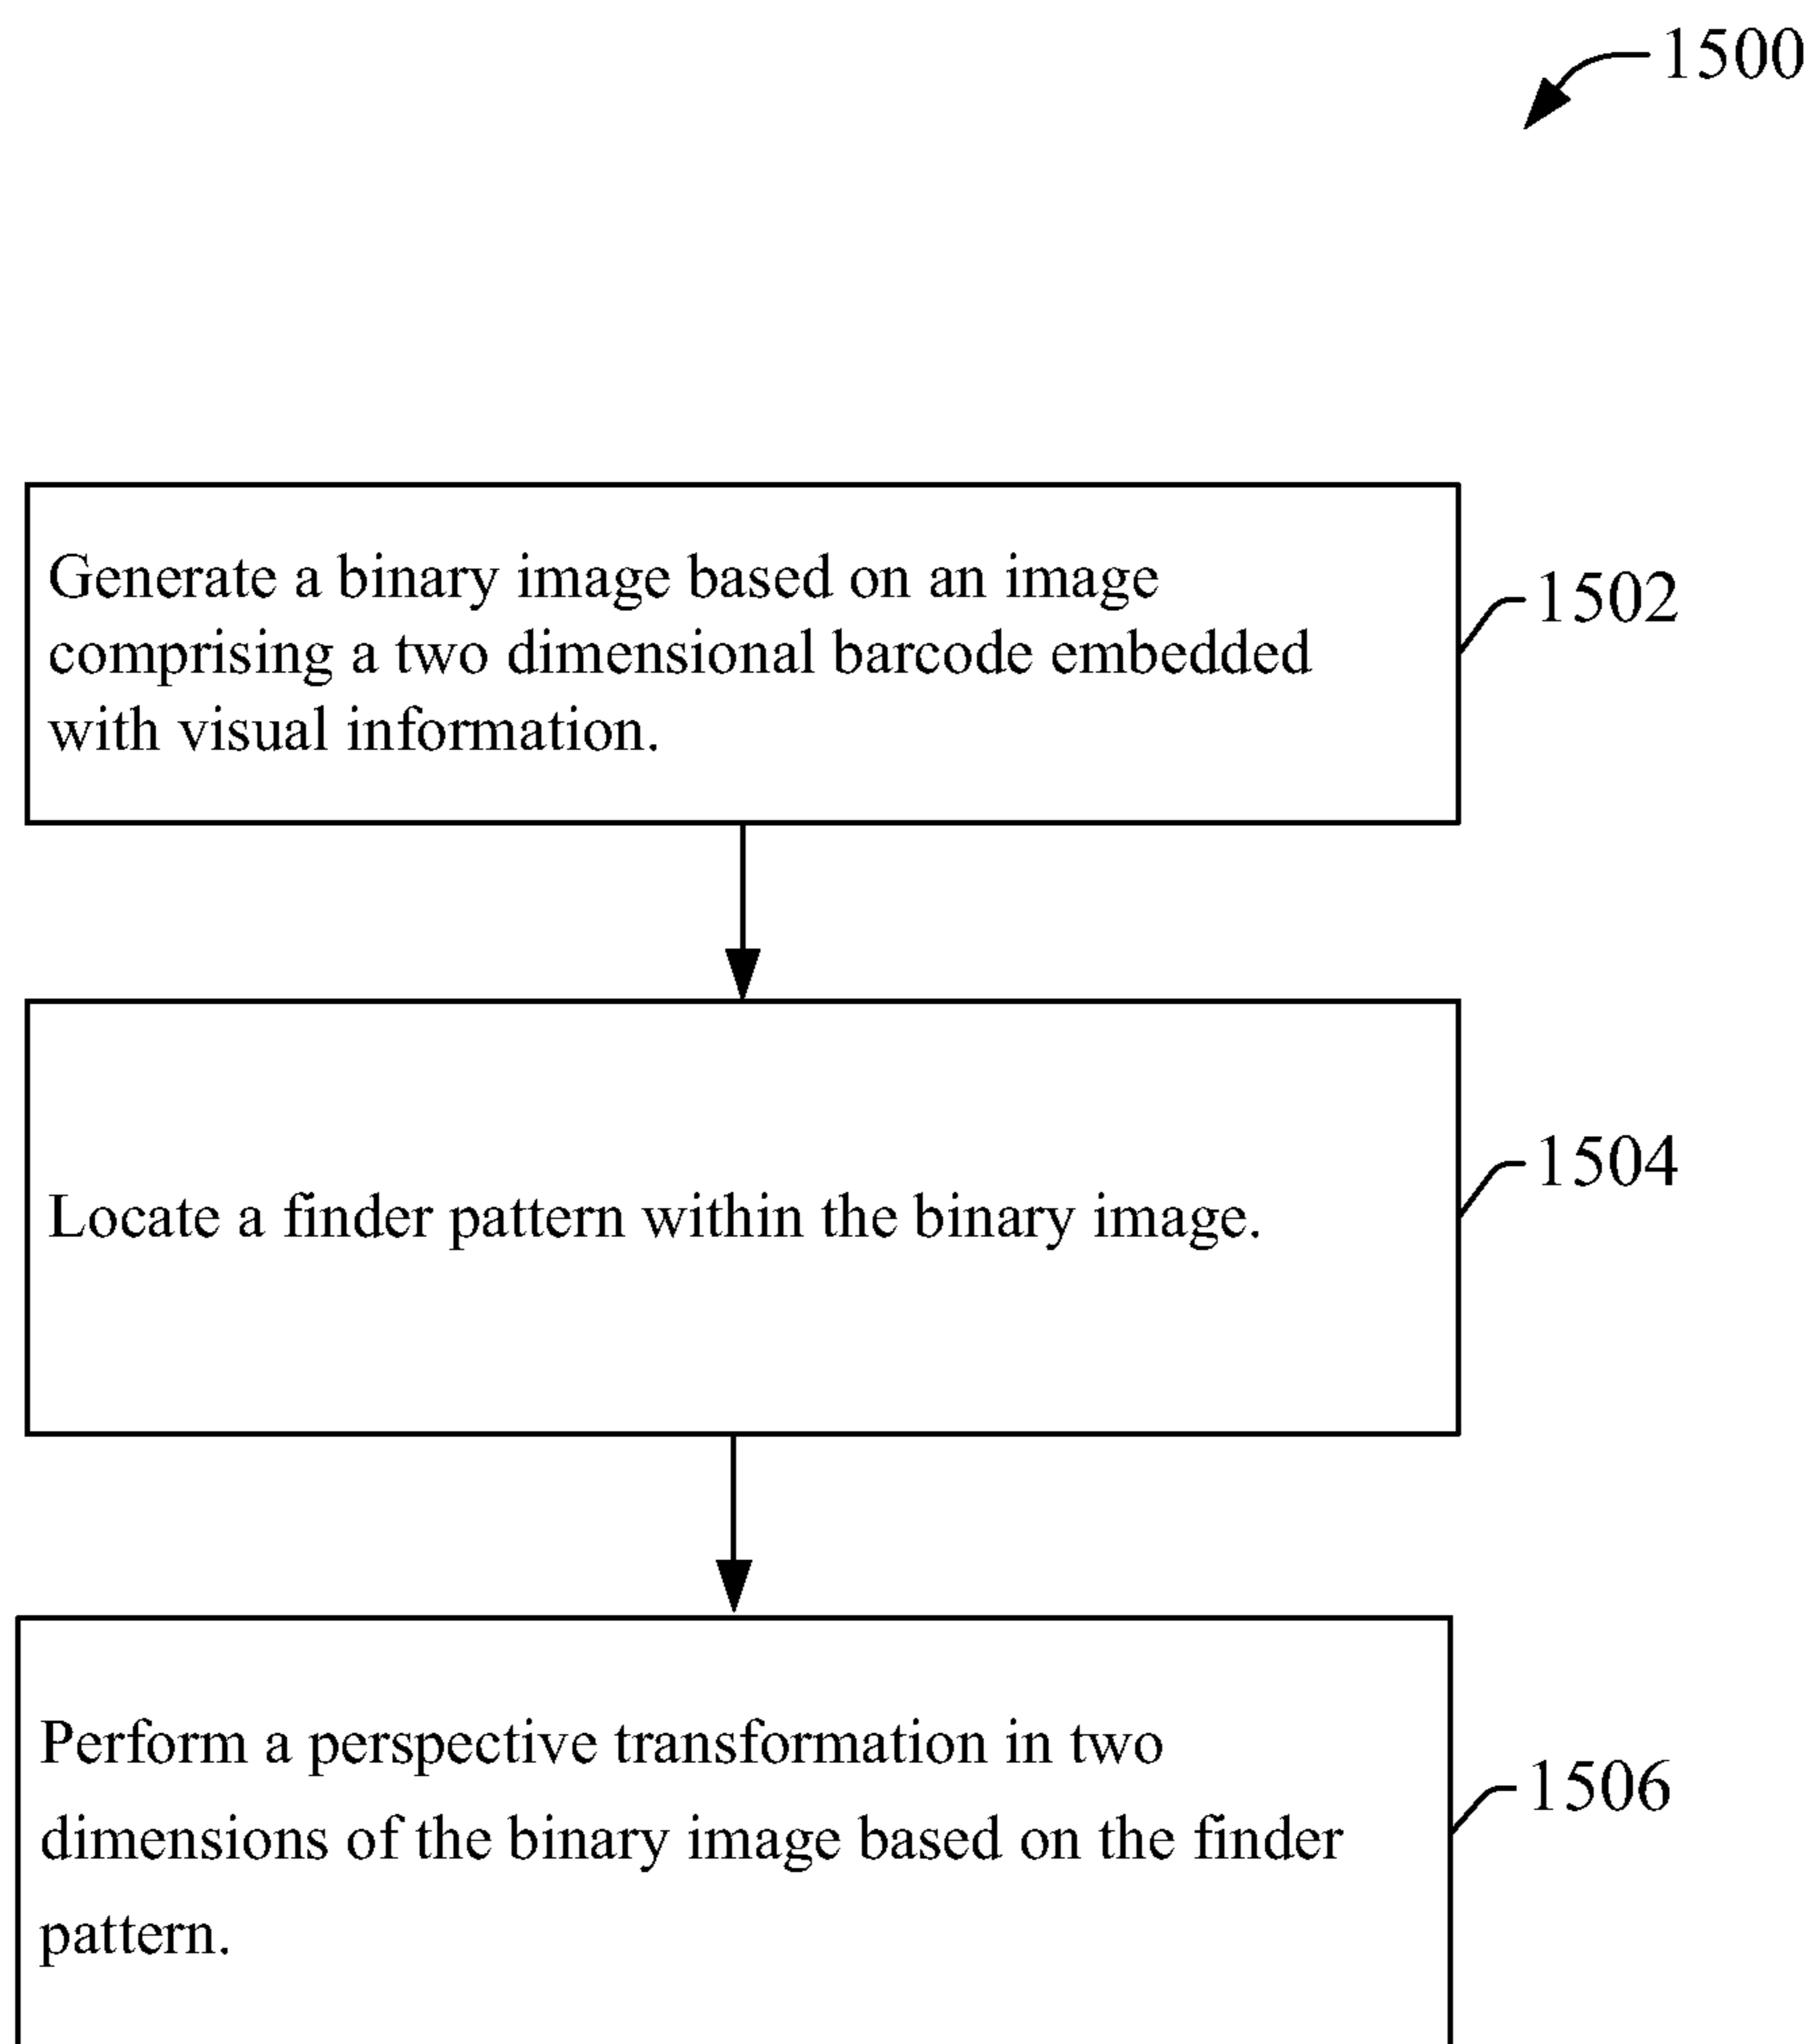 1500
Generate a binary image based on an image
comprising a two dimensional barcode embedded
with visual information.
1502
Locate a finder pattern within the binary image.
1504
Perform a perspective transformation in two
dimensions of the binary image based on the finder
pattern.
1506